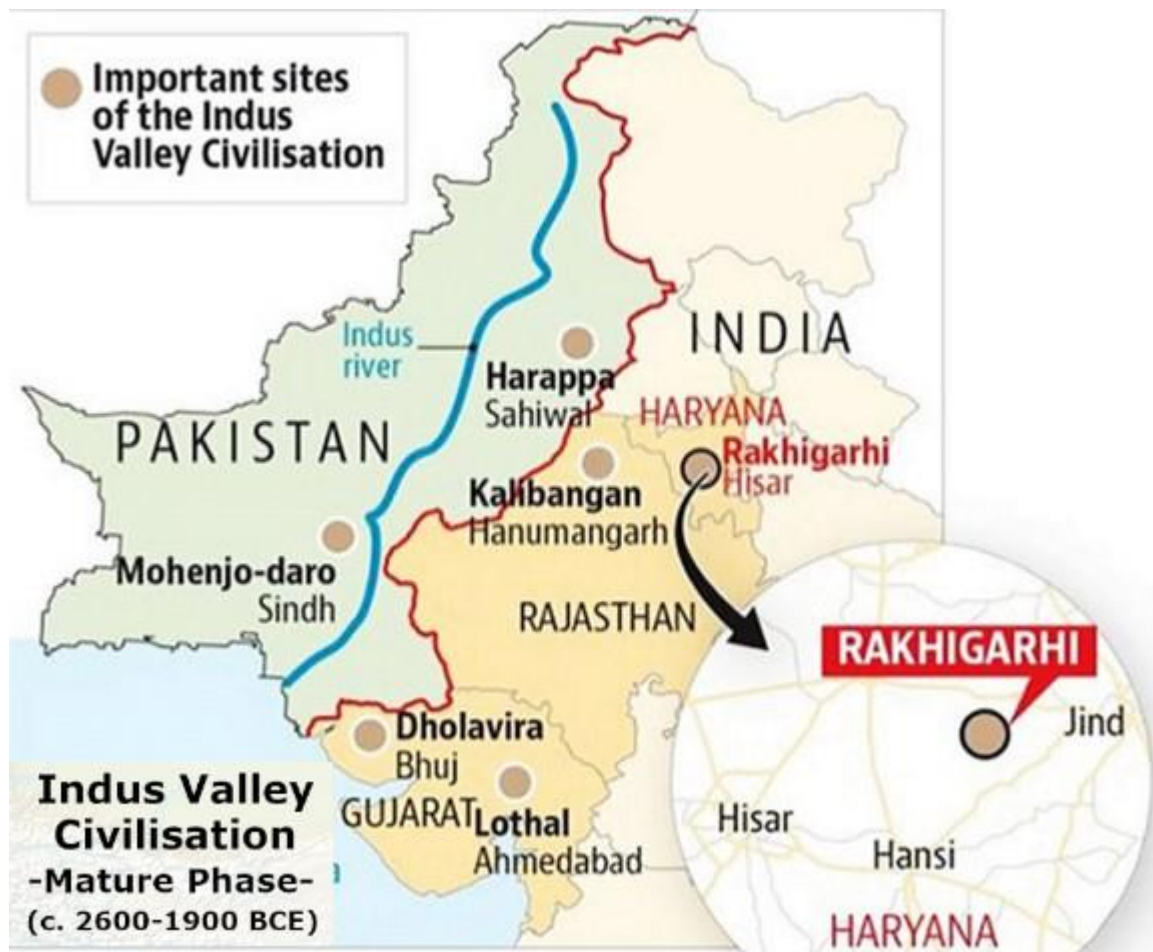 Important sites
of the Indus
Valley Civilisation
Indus
river
INDIA
Harappa
Sahiwal
HARYANA
PAKISTAN
Rakhigarhi
Hisar
Kalibangan
Hanumangarh
Mohenjo-daro
Sindh
RAJASTHAN
RAKHIGARHI
Jind
Dholavira
Bhuj
GUJARAT
Lothal
Ahmedabad
Hisar
Hansi
HARYANA
Indus Valley
Civilisation
-Mature Phase-
(c. 2600-1900 BCE)